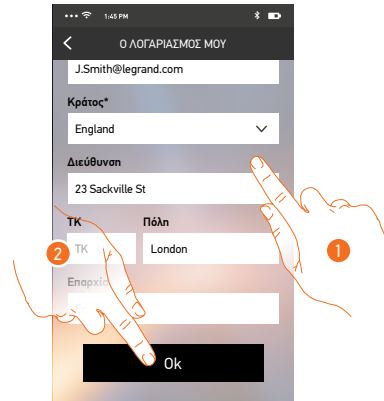 1:45 PM
Ο ΛΟΓΑΡΙΑΣΜΟΣ ΜΟΥ
J.Smith@legrand.com
Κράτος*
England
Διεύθυνση
23 Sackville St
ΤΚ Πόλη
ΤΚ London
Επαρχία
Ok
1
2